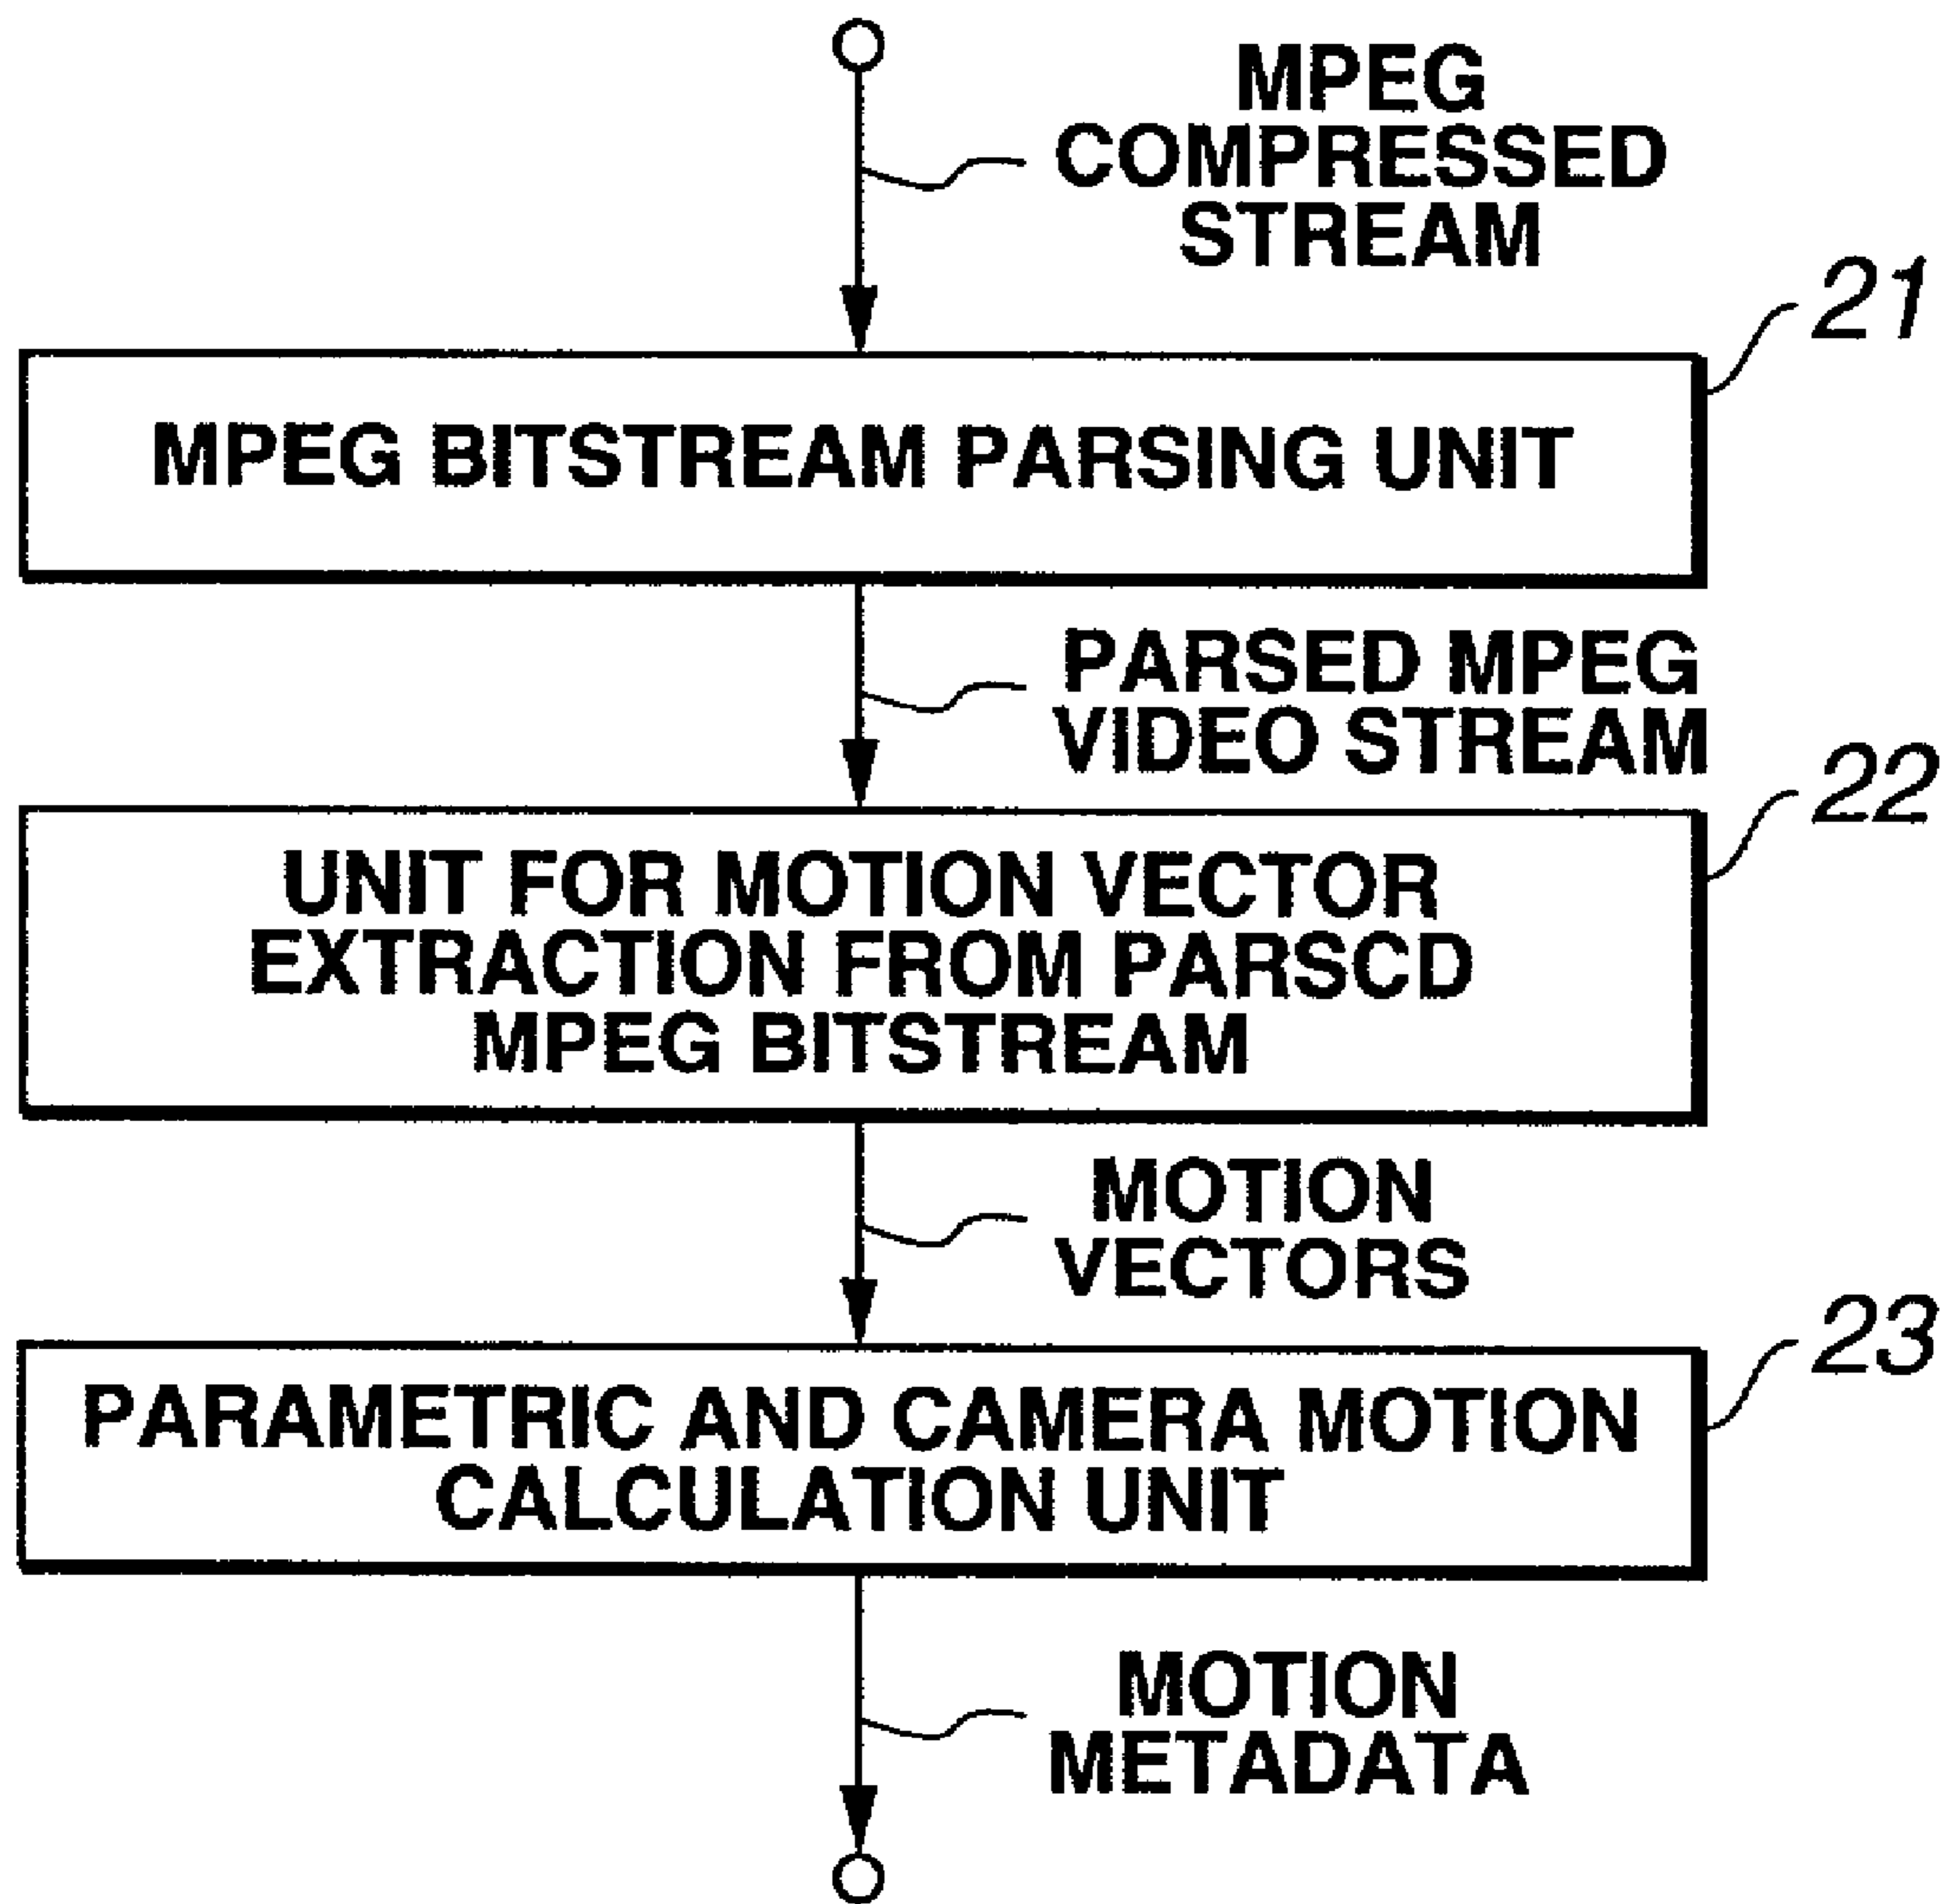 MPEG
COMPRESSED
STREAM
21
MPEG BITSTREAM PARSING UNIT
PARSED MPEG
VIDEO STREAM
22
UNIT FOR MOTION VECTOR
EXTRACTION FROM PARSCD
MPEG BITSTREAM
MOTION
VECTORS
23
PARAMETRIC AND CAMERA MOTION
CALCULATION UNIT
MOTION
METADATA